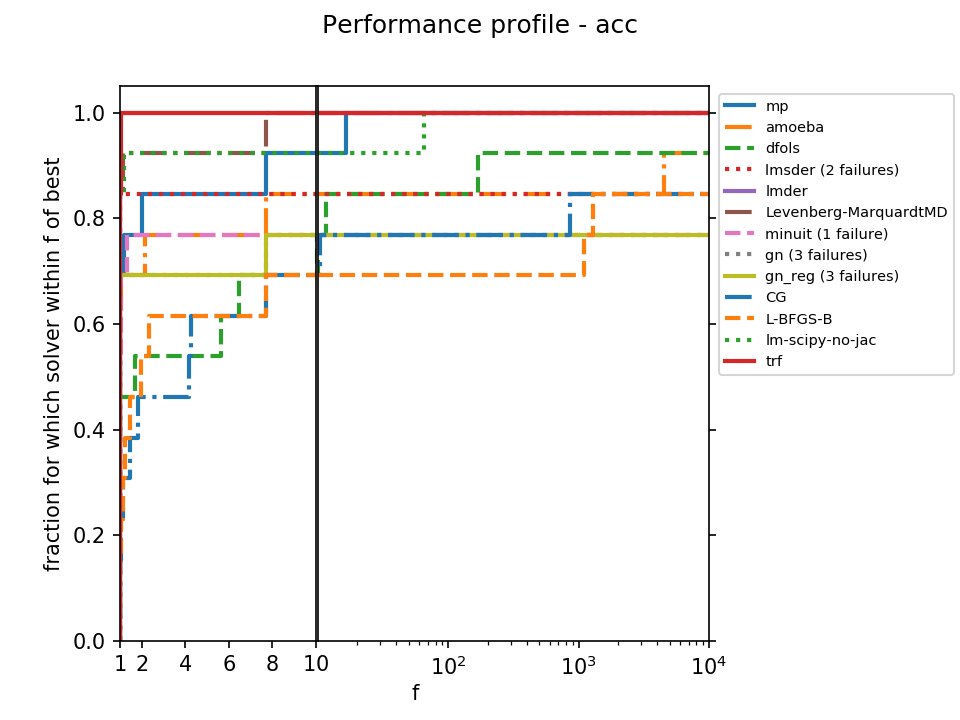 Performance profile - acc
fraction for which solver within f of best
1.0
0.8
0.6
0.4
0.2
0.0
1 2 4 6 8 10 10² 10³ 10⁴
f
mp
amoeba
dfols
lmsder (2 failures)
lmder
Levenberg-MarquardtMD
minuit (1 failure)
gn (3 failures)
gn_reg (3 failures)
CG
L-BFGS-B
lm-scipy-no-jac
trf